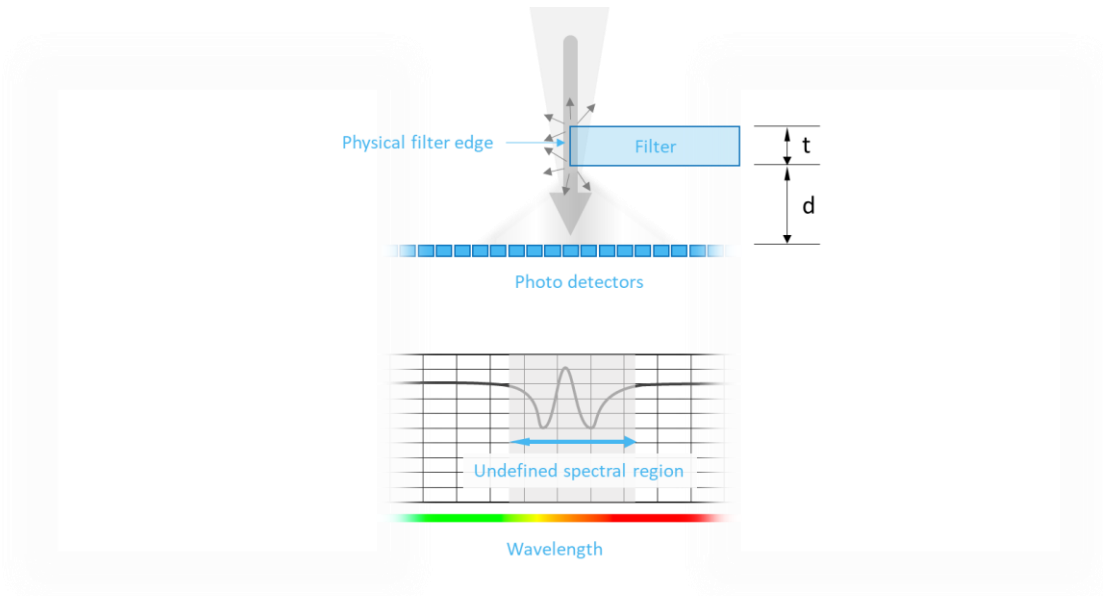 Physical filter edge
Filter
t
d
Photo detectors
Undefined spectral region
Wavelength